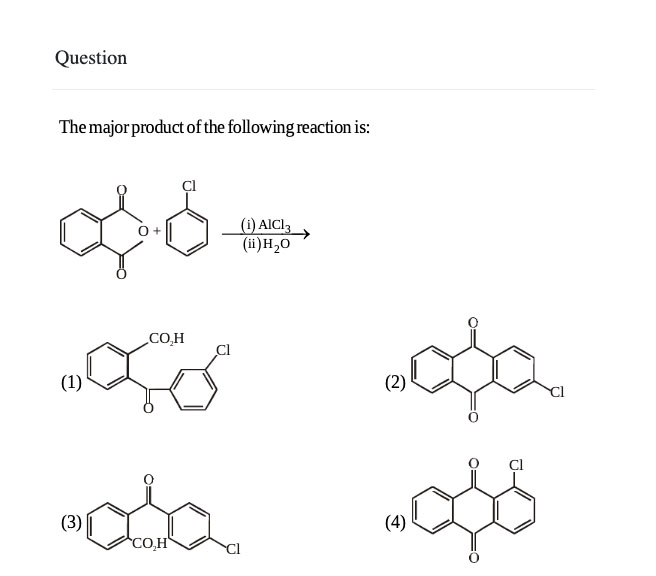 Question
The major product of the following reaction is:
O
Cl
O +
(i) AlCl₃
(ii) H₂O
O
CO₂H
Cl
(1)
O
O
(2)
Cl
O
O
(3)
CO₂H
Cl
O
Cl
(4)
O